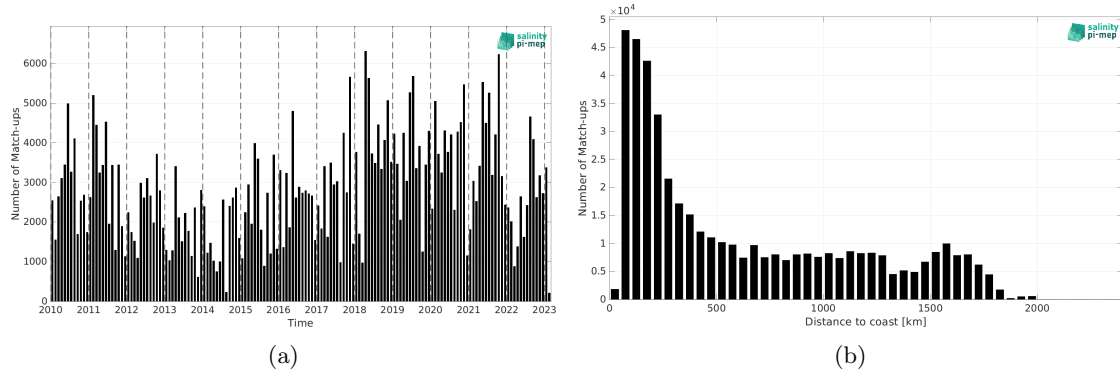 salinity
pi-mep
6000
5000
4000
3000
2000
1000
0
Number of Match-ups
2010 2011 2012 2013 2014 2015 2016 2017 2018 2019 2020 2021 2022 2023
Time
(a)
×10⁴
salinity
pi-mep
5
4.5
4
3.5
3
2.5
2
1.5
1
0.5
0
Number of Match-ups
0 500 1000 1500 2000
Distance to coast [km]
(b)